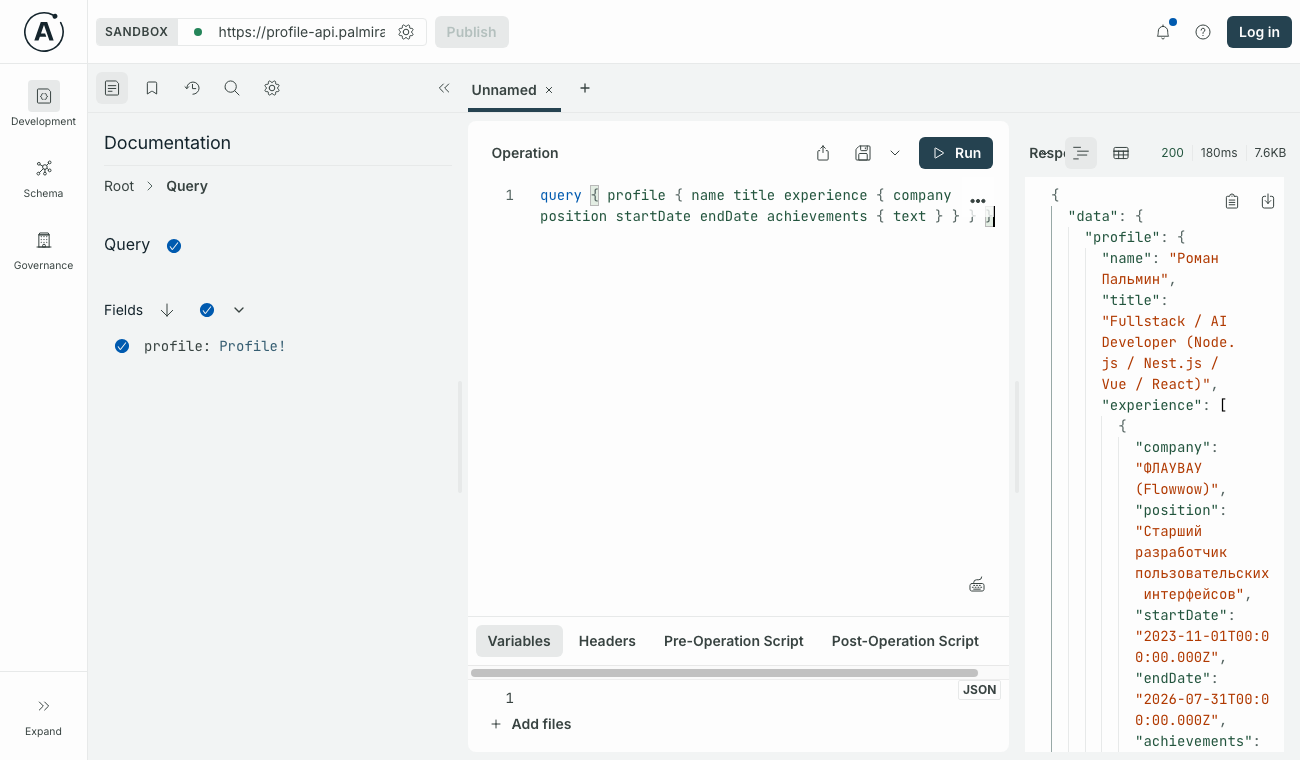 SANDBOX
https://profile-api.palmira
Publish
Log in
Development
Schema
Governance
Expand
Documentation
Root > Query
Query
Fields
profile: Profile!
Unnamed
Operation
Run
1
query { profile { name title experience { company
position startDate endDate achievements { text } } } }
Variables
Headers
Pre-Operation Script
Post-Operation Script
JSON
1
+ Add files
200
180ms
7.6KB
{
"data": {
"profile": {
"name": "Роман
Пальмин",
"title":
"Fullstack / AI
Developer (Node.
js / Nest.js /
Vue / React)",
"experience": [
{
"company":
"ФЛАУВАУ
(Flowwow)",
"position":
"Старший
разработчик
пользовательских
интерфейсов",
"startDate":
"2023-11-01T00:0
0:00.000Z",
"endDate":
"2026-07-31T00:0
0:00.000Z",
"achievements":